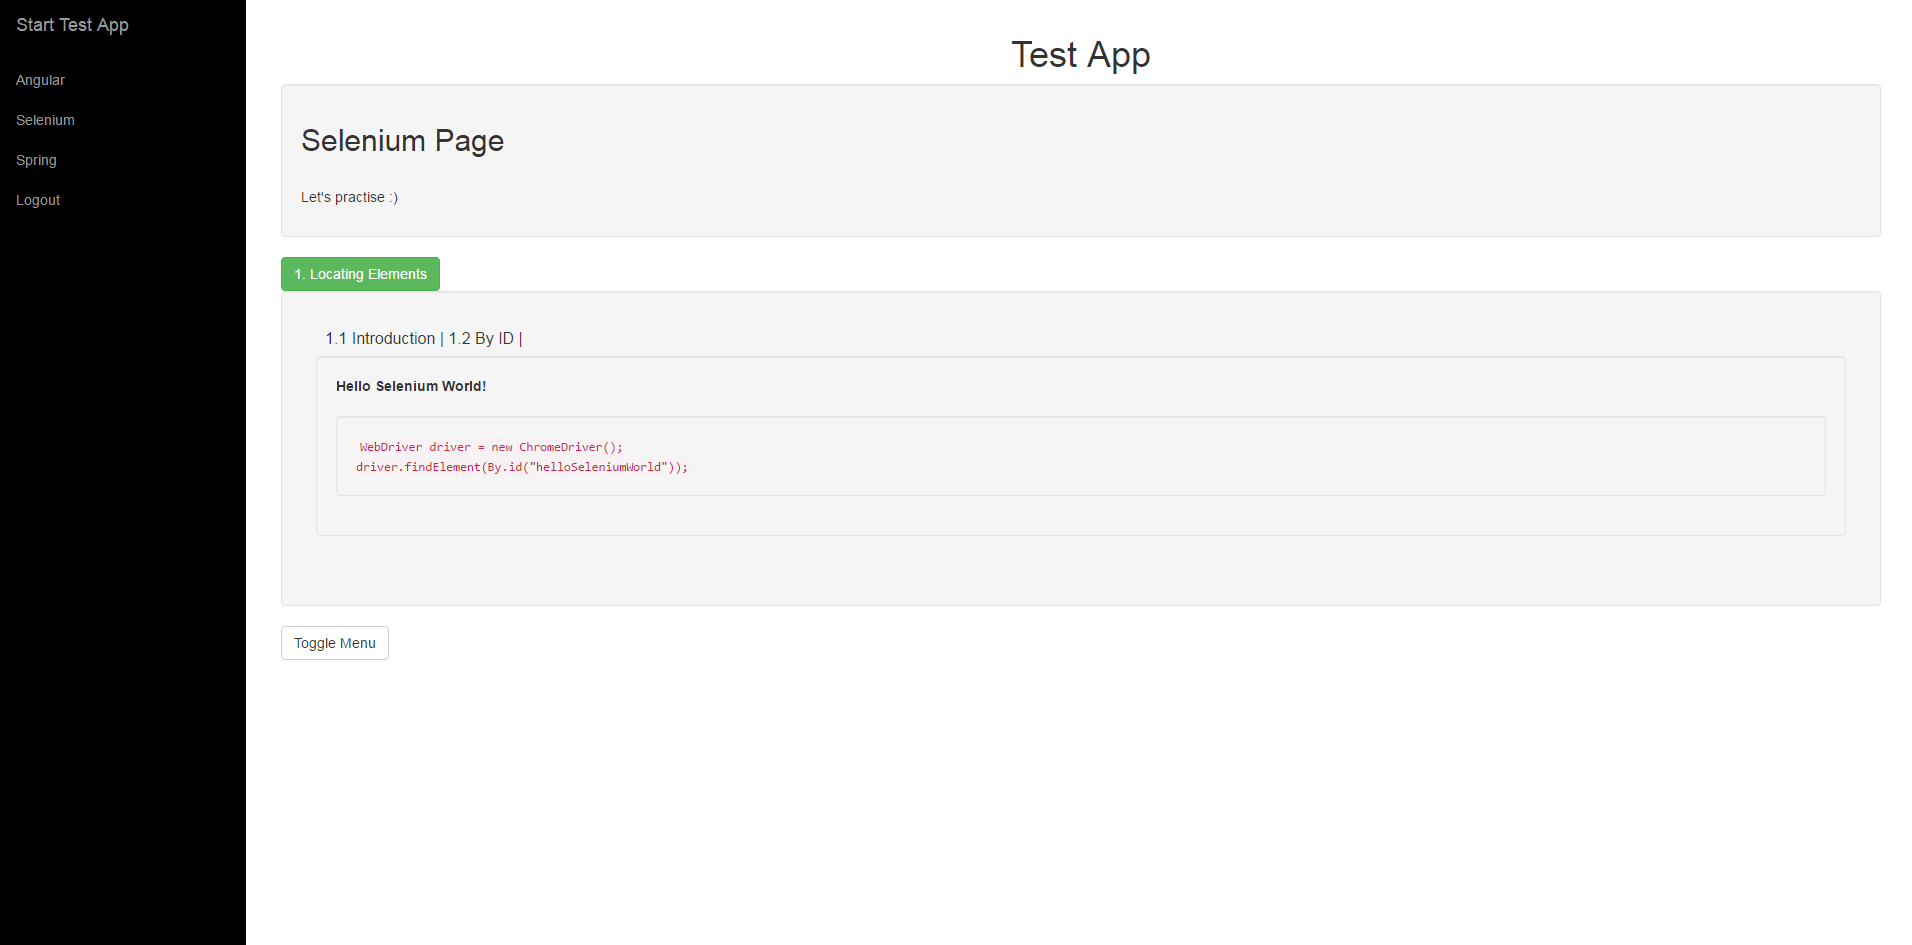 Start Test App
Angular
Selenium
Spring
Logout
Test App
Selenium Page
Let's practise :)
1. Locating Elements
1.1 Introduction | 1.2 By ID |
Hello Selenium World!
WebDriver driver = new ChromeDriver();
driver.findElement(By.id("helloSeleniumWorld"));
Toggle Menu